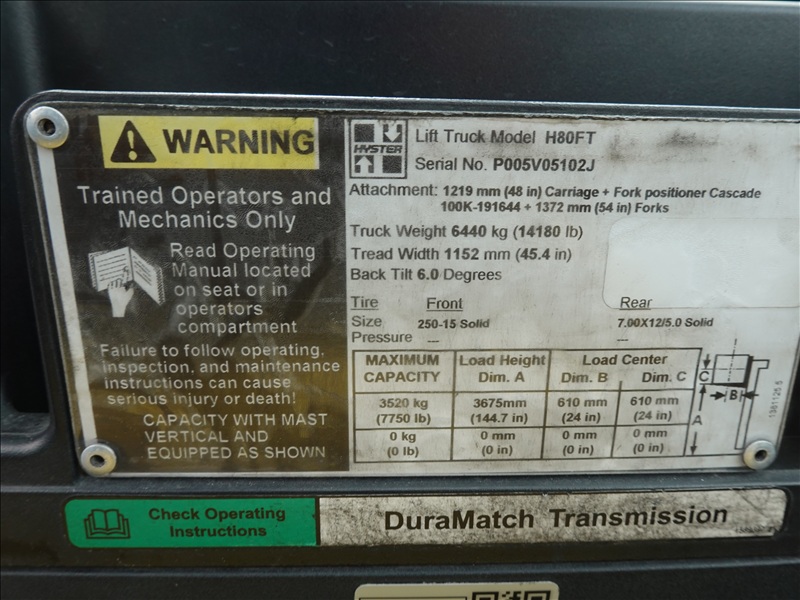 WARNING
Trained Operators and
Mechanics Only
Read Operating
Manual located
on seat or in
operators
compartment
Failure to follow operating,
inspection, and maintenance
instructions can cause
serious injury or death!
CAPACITY WITH MAST
VERTICAL AND
EQUIPPED AS SHOWN
HYSTER
Lift Truck Model H80FT
Serial No. P005V05102J
Attachment: 1219 mm (48 in) Carriage + Fork positioner Cascade
100K-191644 + 1372 mm (54 in) Forks
Truck Weight 6440 kg (14180 lb)
Tread Width 1152 mm (45.4 in)
Back Tilt 6.0 Degrees
Tire Front Rear
Size 250-15 Solid 7.00X12/5.0 Solid
Pressure --- ---
MAXIMUM Load Height Load Center
CAPACITY Dim. A Dim. B Dim. C
3520 kg 3675mm 610 mm 610 mm
(7750 lb) (144.7 in) (24 in) (24 in)
0 kg 0 mm 0 mm 0 mm
(0 lb) (0 in) (0 in) (0 in)
C
B
A
Check Operating
Instructions
DuraMatch Transmission